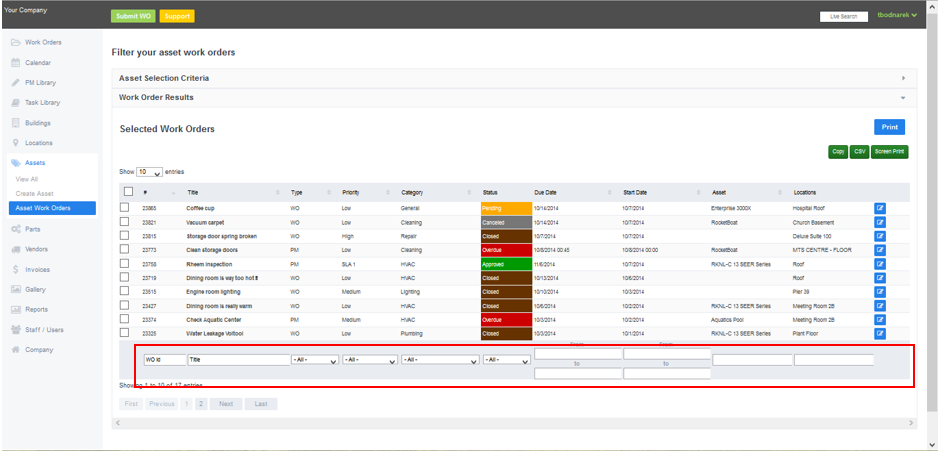 Your Company
Submit WO Support Live Search tbodnarek
Work Orders
Calendar
PM Library
Task Library
Buildings
Locations
Assets
View All
Create Asset
Asset Work Orders
Parts
Vendors
Invoices
Gallery
Reports
Staff / Users
Company
Filter your asset work orders
Asset Selection Criteria
Work Order Results
Selected Work Orders Print
Copy CSV Screen Print
Show 10 entries
# Title Type Priority Category Status Due Date Start Date Asset Locations
23865 Coffee cup WO Low General Pending 10/14/2014 10/7/2014 Enterprise 3000X Hospital Roof
23821 Vacuum carpet WO Low Cleaning Canceled 10/14/2014 10/7/2014 RocketBoat Church Basement
23815 Storage door spring broken WO High Repair Closed 10/7/2014 10/7/2014 Deluxe Suite 100
23773 Clean storage doors PM Low Cleaning Overdue 10/8/2014 00:45 10/8/2014 00:00 RocketBoat MTS CENTRE - FLOOR
23758 Rheem Inspection PM SLA 1 HVAC Approved 11/6/2014 10/7/2014 RKNL-C 13 SEER Series Roof
23719 Dining room is way too hot!! WO Low HVAC Closed 10/13/2014 10/6/2014 Roof
23515 Engine room lighting WO Medium Lighting Closed 10/10/2014 10/3/2014 Pier 39
23427 Dining room is really warm WO Low HVAC Closed 10/6/2014 10/2/2014 RKNL-C 13 SEER Series Meeting Room 2B
23374 Check Aquatic Center PM Medium HVAC Overdue 10/3/2014 10/2/2014 Aquatics Pool Meeting Room 2B
23325 Water Leakage Voltool WO Low Plumbing Closed 10/3/2014 10/1/2014 RKNL-C 13 SEER Series Plant Floor
From From
WO Id Title - All - - All - - All - - All -
to to
Showing 1 to 10 of 17 entries
First Previous 1 2 Next Last